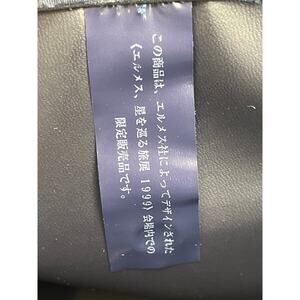 この商品は、エルメス社によってデザインされた
《エルメス、星を巡る旅展 1999》会場内での
限定販売品です。